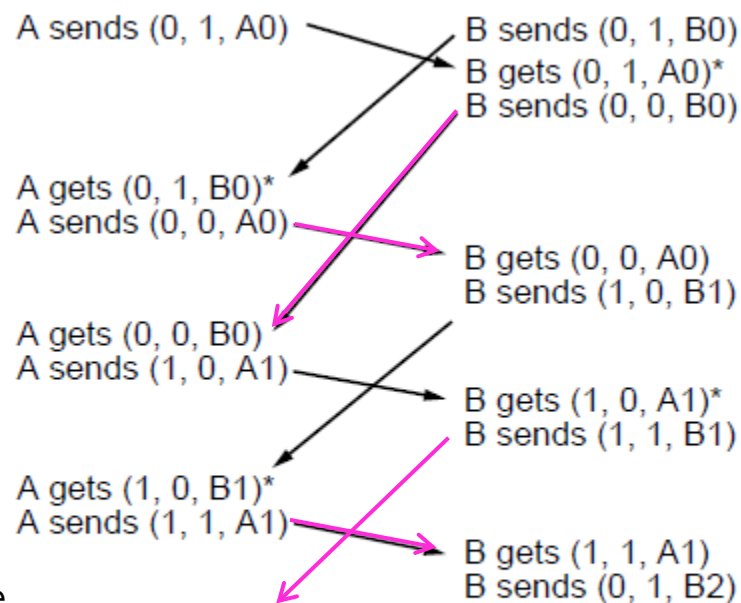 A sends (0, 1, A0)
B sends (0, 1, B0)
B gets (0, 1, A0)*
B sends (0, 0, B0)
A gets (0, 1, B0)*
A sends (0, 0, A0)
B gets (0, 0, A0)
B sends (1, 0, B1)
A gets (0, 0, B0)
A sends (1, 0, A1)
B gets (1, 0, A1)*
B sends (1, 1, B1)
A gets (1, 0, B1)*
A sends (1, 1, A1)
B gets (1, 1, A1)
B sends (0, 1, B2)
e